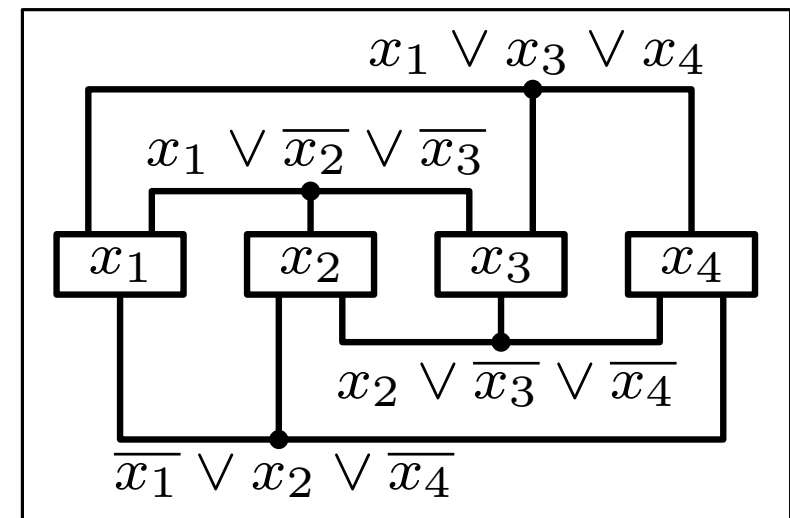 x₁ ∨ x₃ ∨ x₄
x₁ ∨ x̅₂ ∨ x̅₃
x₁ x₂ x₃ x₄
x₂ ∨ x̅₃ ∨ x̅₄
x̅₁ ∨ x₂ ∨ x̅₄